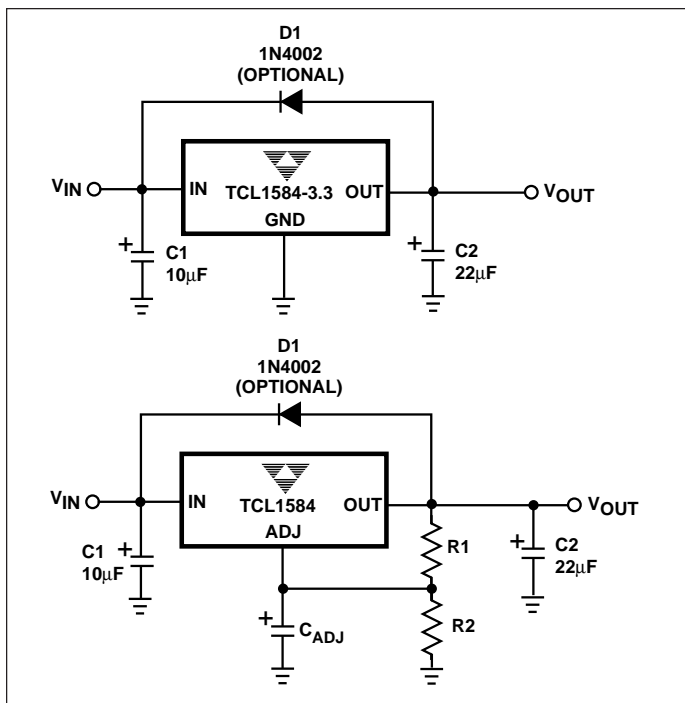 D1
1N4002
(OPTIONAL)
VIN
IN
TCL1584-3.3
OUT
GND
VOUT
+
C1
10µF
+
C2
22µF
D1
1N4002
(OPTIONAL)
VIN
IN
TCL1584
OUT
ADJ
VOUT
+
C1
10µF
R1
+
C2
22µF
+
CADJ
R2